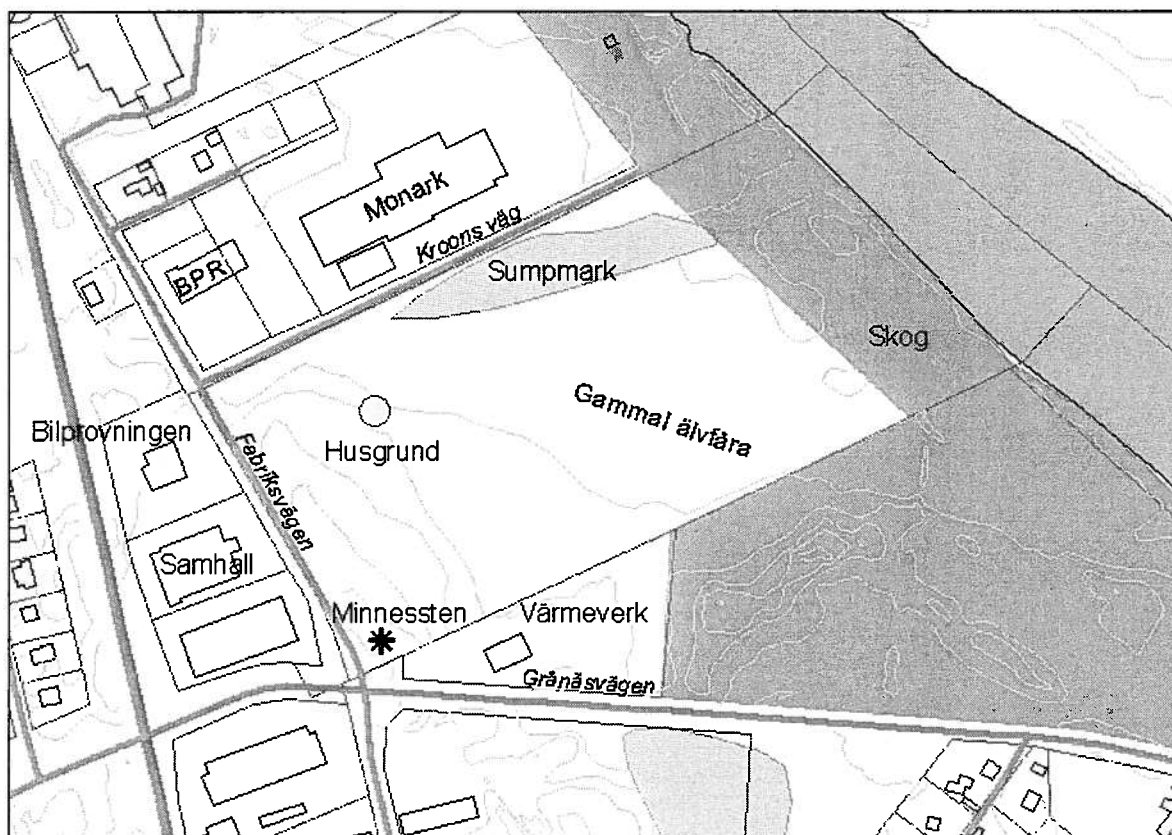 Monark
Kroons väg
BPR
Sumpmark
Skog
Gammal älvfåra
Bilprovningen
Husgrund
Fabriksvägen
Samhall
Minnessten
Värmeverk
Grånäsvägen